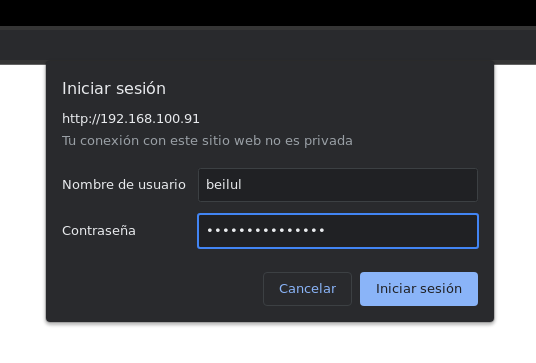 Iniciar sesión
http://192.168.100.91
Tu conexión con este sitio web no es privada
Nombre de usuario beilul
Contraseña •••••••••••••••
Cancelar Iniciar sesión